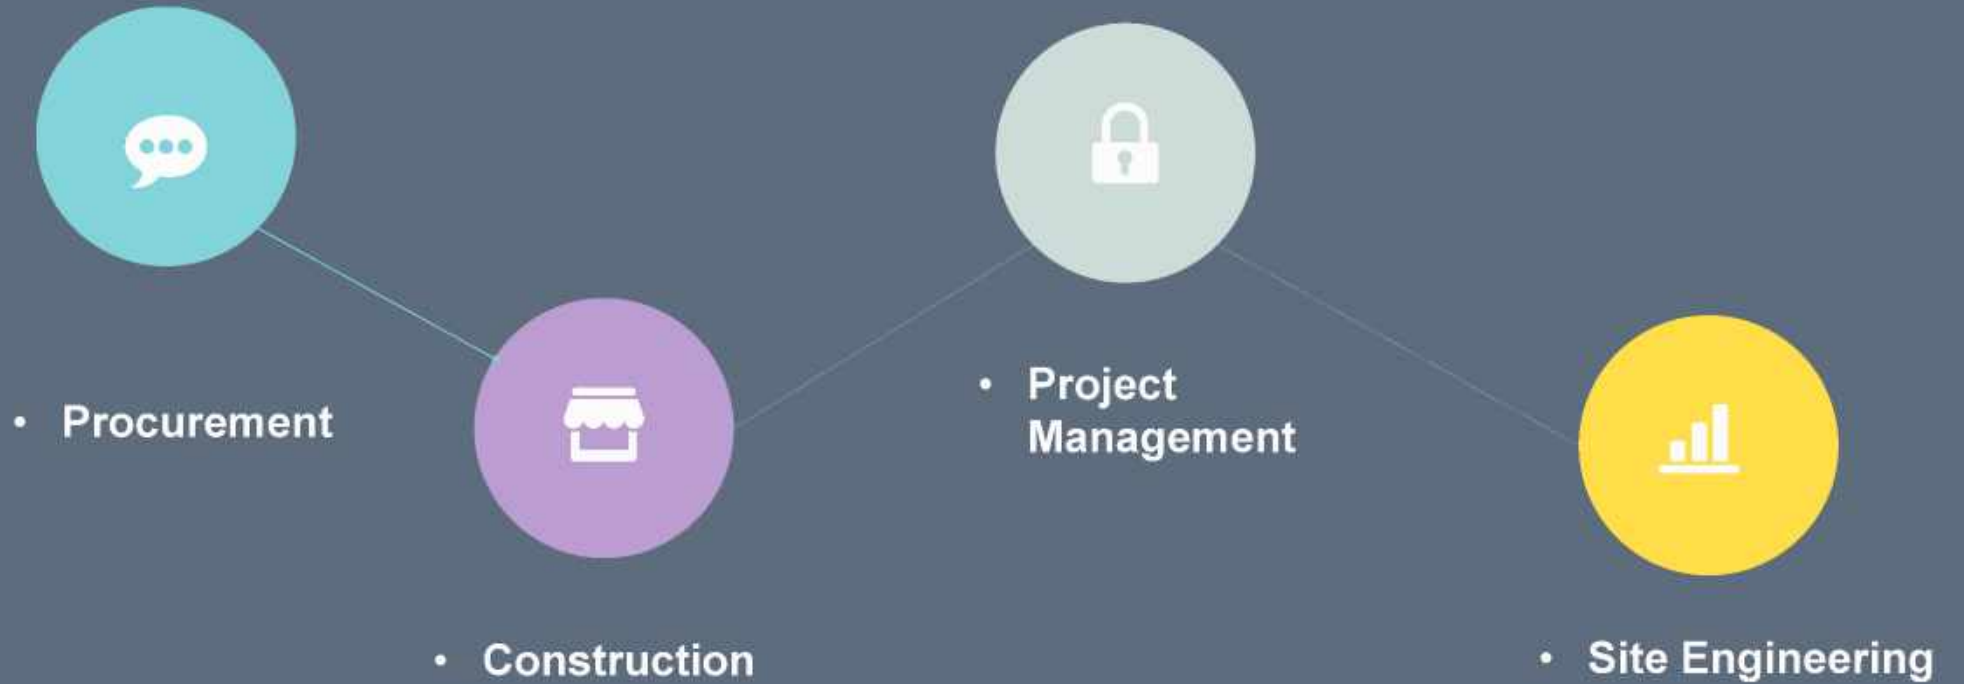 • Procurement
• Construction
• Project
Management
• Site Engineering